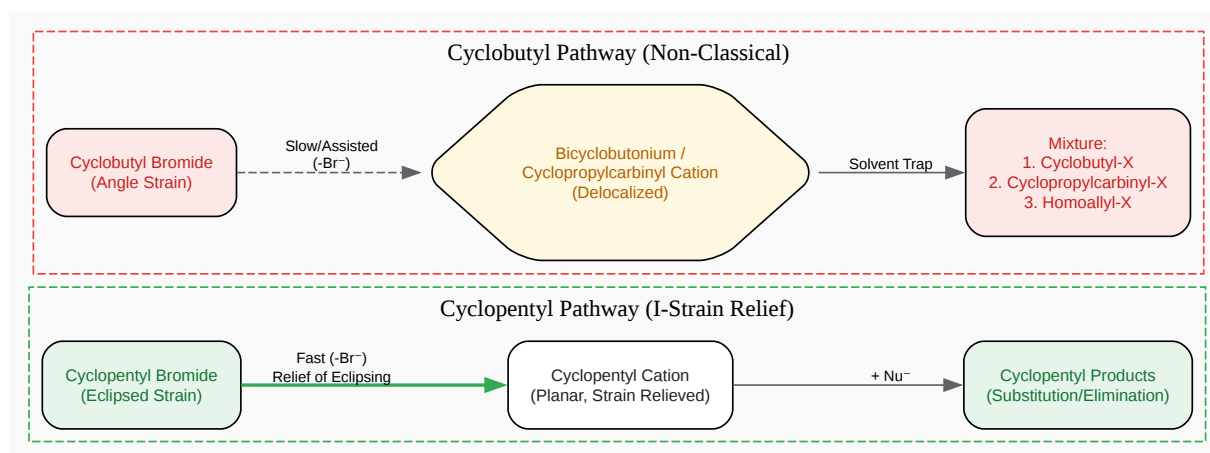 Cyclobutyl Pathway (Non-Classical)
Cyclobutyl Bromide
(Angle Strain)
Slow/Assisted
(-Br⁻)
Bicyclobutonium /
Cyclopropylcarbinyl Cation
(Delocalized)
Solvent Trap
Mixture:
1. Cyclobutyl-X
2. Cyclopropylcarbinyl-X
3. Homoallyl-X
Cyclopentyl Pathway (I-Strain Relief)
Cyclopentyl Bromide
(Eclipsed Strain)
Fast (-Br⁻)
Relief of Eclipsing
Cyclopentyl Cation
(Planar, Strain Relieved)
+ Nu⁻
Cyclopentyl Products
(Substitution/Elimination)